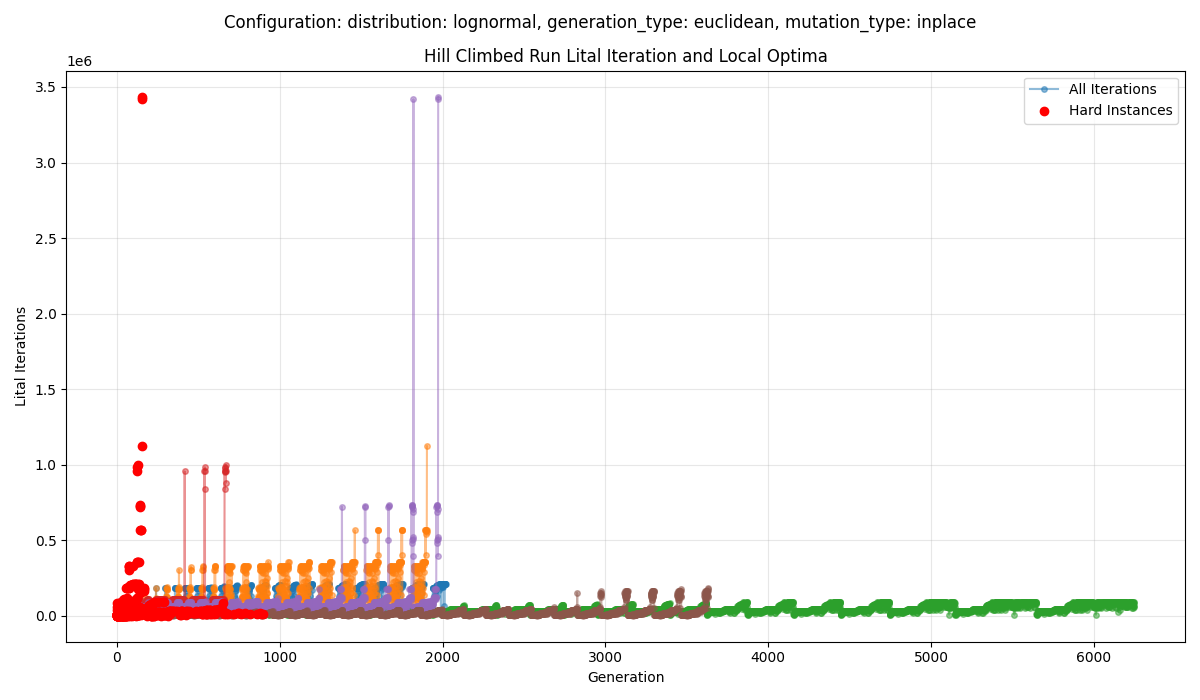 Configuration: distribution: lognormal, generation_type: euclidean, mutation_type: inplace
Hill Climbed Run Lital Iteration and Local Optima
1e6
3.5
3.0
2.5
2.0
1.5
1.0
0.5
0.0
Lital Iterations
All Iterations
Hard Instances
0 1000 2000 3000 4000 5000 6000
Generation